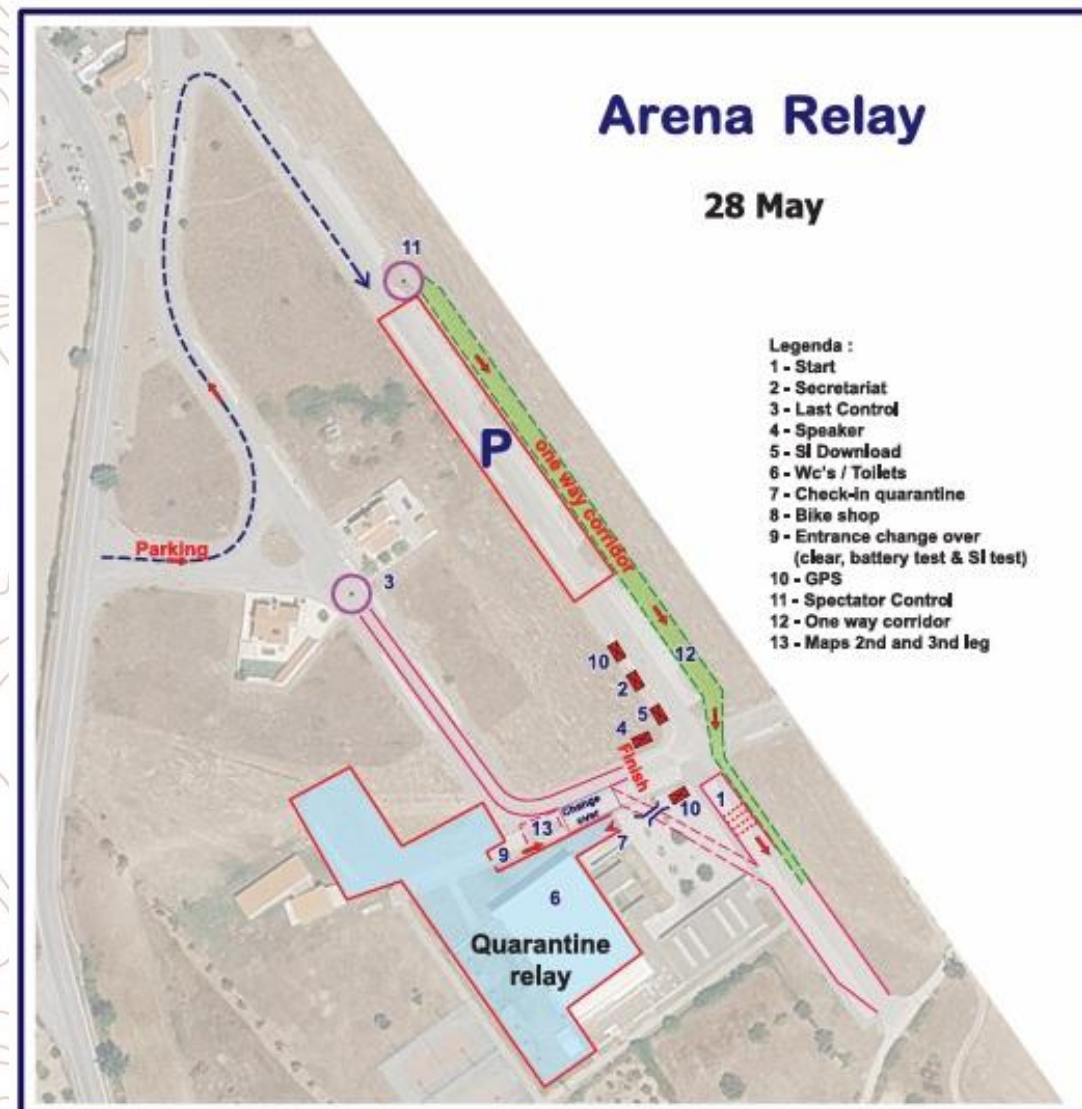 Arena Relay
28 May
11
Legenda :
1 - Start
2 - Secretariat
3 - Last Control
4 - Speaker
5 - SI Download
6 - Wc's / Toilets
7 - Check-in quarantine
8 - Bike shop
9 - Entrance change over
(clear, battery test & SI test)
10 - GPS
11 - Spectator Control
12 - One way corridor
13 - Maps 2nd and 3nd leg
P
one way corridor
Parking
3
10
12
2
5
4
Finish
1
10
Change
over
13
9
7
6
Quarantine
relay